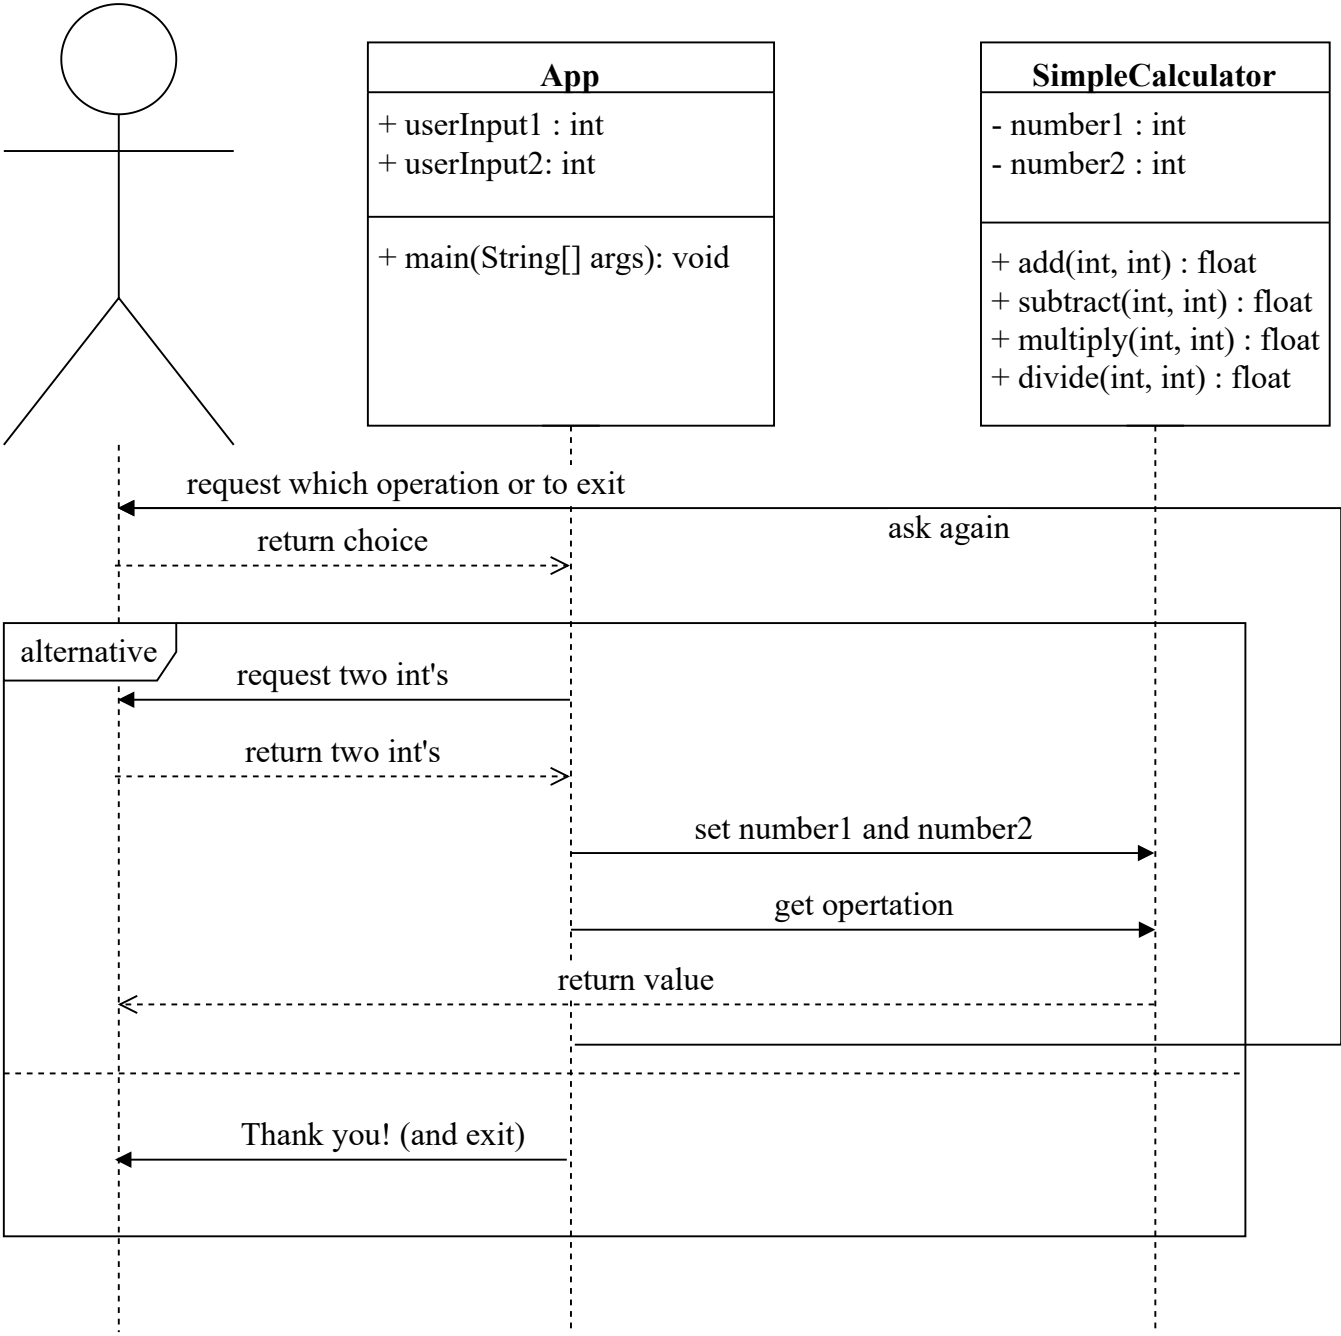 App
+ userInput1 : int
+ userInput2: int
+ main(String[] args): void
SimpleCalculator
- number1 : int
- number2 : int
+ add(int, int) : float
+ subtract(int, int) : float
+ multiply(int, int) : float
+ divide(int, int) : float
request which operation or to exit
ask again
return choice
alternative
request two int's
return two int's
set number1 and number2
get opertation
return value
Thank you! (and exit)